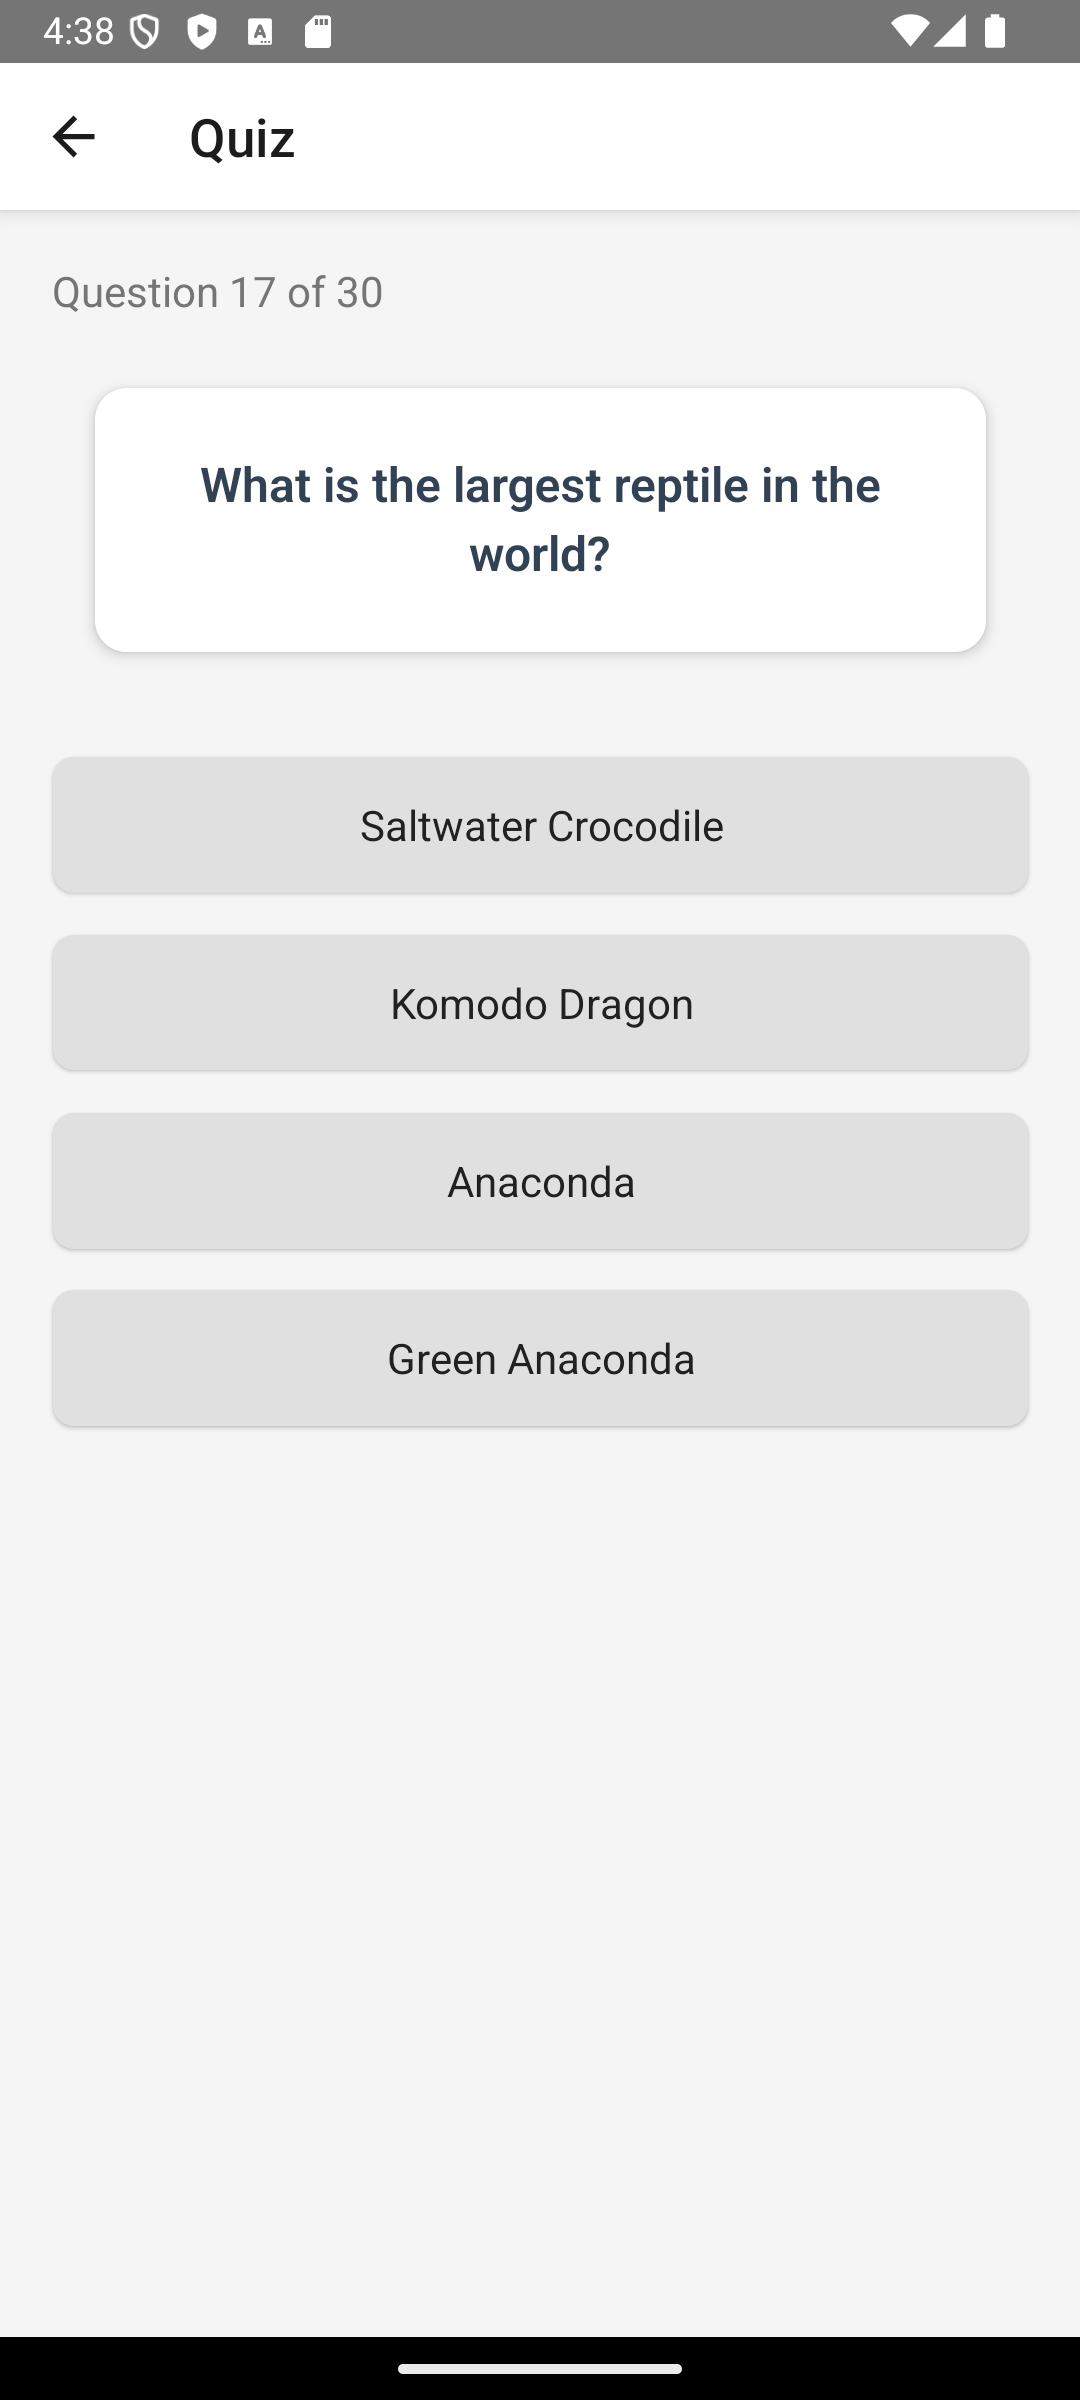 4:38
Quiz
Question 17 of 30
What is the largest reptile in the
world?
Saltwater Crocodile
Komodo Dragon
Anaconda
Green Anaconda